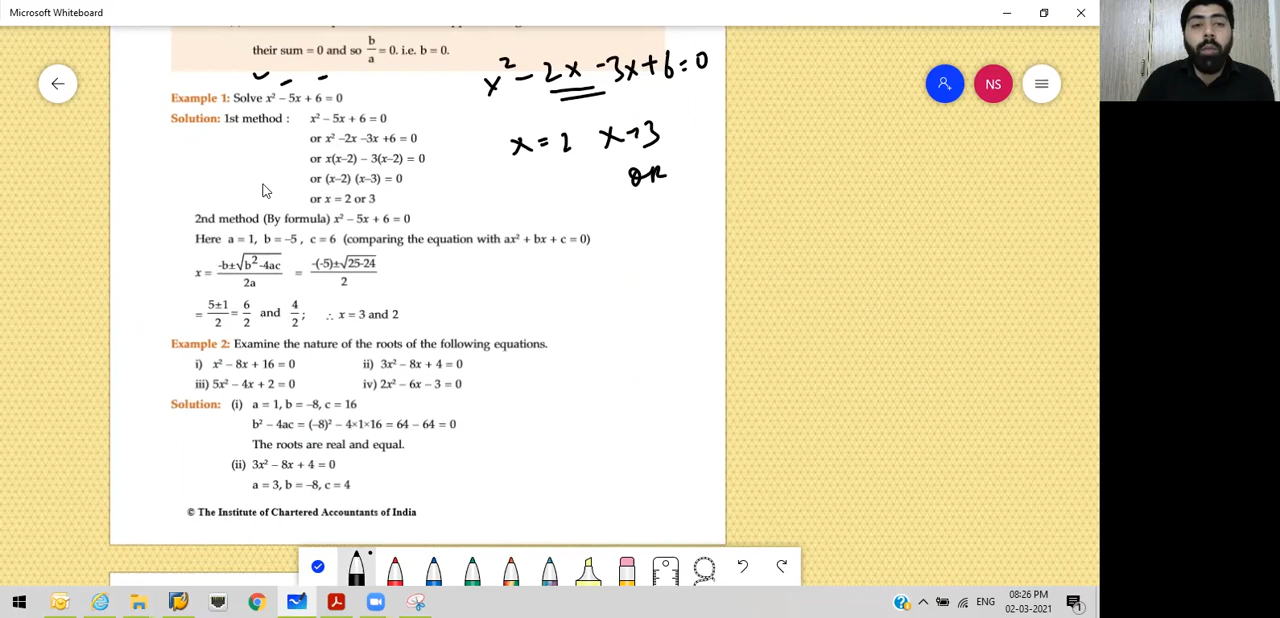 Microsoft Whiteboard
their sum = 0 and so b/a = 0. i.e. b = 0.
x² - 2x - 3x + 6 = 0
Example 1: Solve x² – 5x + 6 = 0
Solution: 1st method : x² – 5x + 6 = 0
or x² –2x –3x +6 = 0
or x(x–2) – 3(x–2) = 0
or (x–2) (x–3) = 0
or x = 2 or 3
x = 2 x = 3
OR
2nd method (By formula) x² – 5x + 6 = 0
Here a = 1, b = –5 , c = 6 (comparing the equation with ax² + bx + c = 0)
x = -b±√b²-4ac/2a = -(-5)±√25-24/2
= 5±1/2 = 6/2 and 4/2; ∴ x = 3 and 2
Example 2: Examine the nature of the roots of the following equations.
i) x² – 8x + 16 = 0 ii) 3x² – 8x + 4 = 0
iii) 5x² – 4x + 2 = 0 iv) 2x² – 6x – 3 = 0
Solution: (i) a = 1, b = –8, c = 16
b² – 4ac = (–8)² – 4×1×16 = 64 – 64 = 0
The roots are real and equal.
(ii) 3x² – 8x + 4 = 0
a = 3, b = –8, c = 4
© The Institute of Chartered Accountants of India
NS
ENG
08:26 PM
02-03-2021